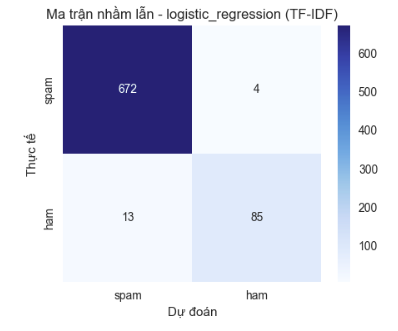 Ma trận nhầm lẫn - logistic_regression (TF-IDF)
Thực tế
spam
672
4
ham
13
85
spam
ham
Dự đoán
600
500
400
300
200
100